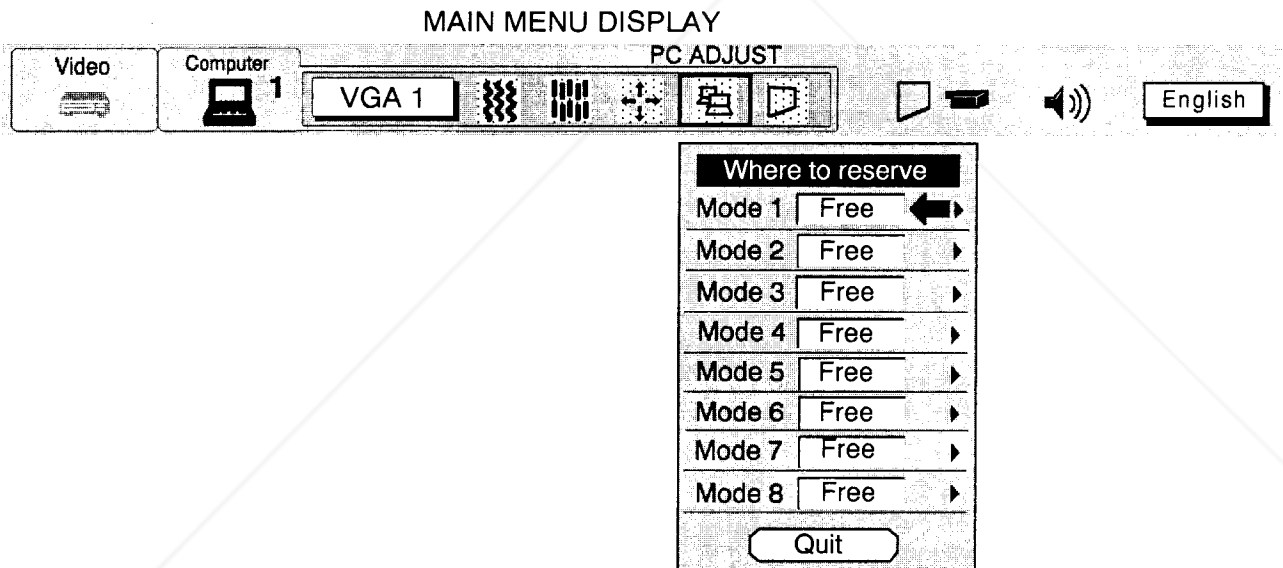 MAIN MENU DISPLAY
PC ADJUST
Video
Computer
1
VGA 1
English
Where to reserve
Mode 1 Free
Mode 2 Free
Mode 3 Free
Mode 4 Free
Mode 5 Free
Mode 6 Free
Mode 7 Free
Mode 8 Free
Quit